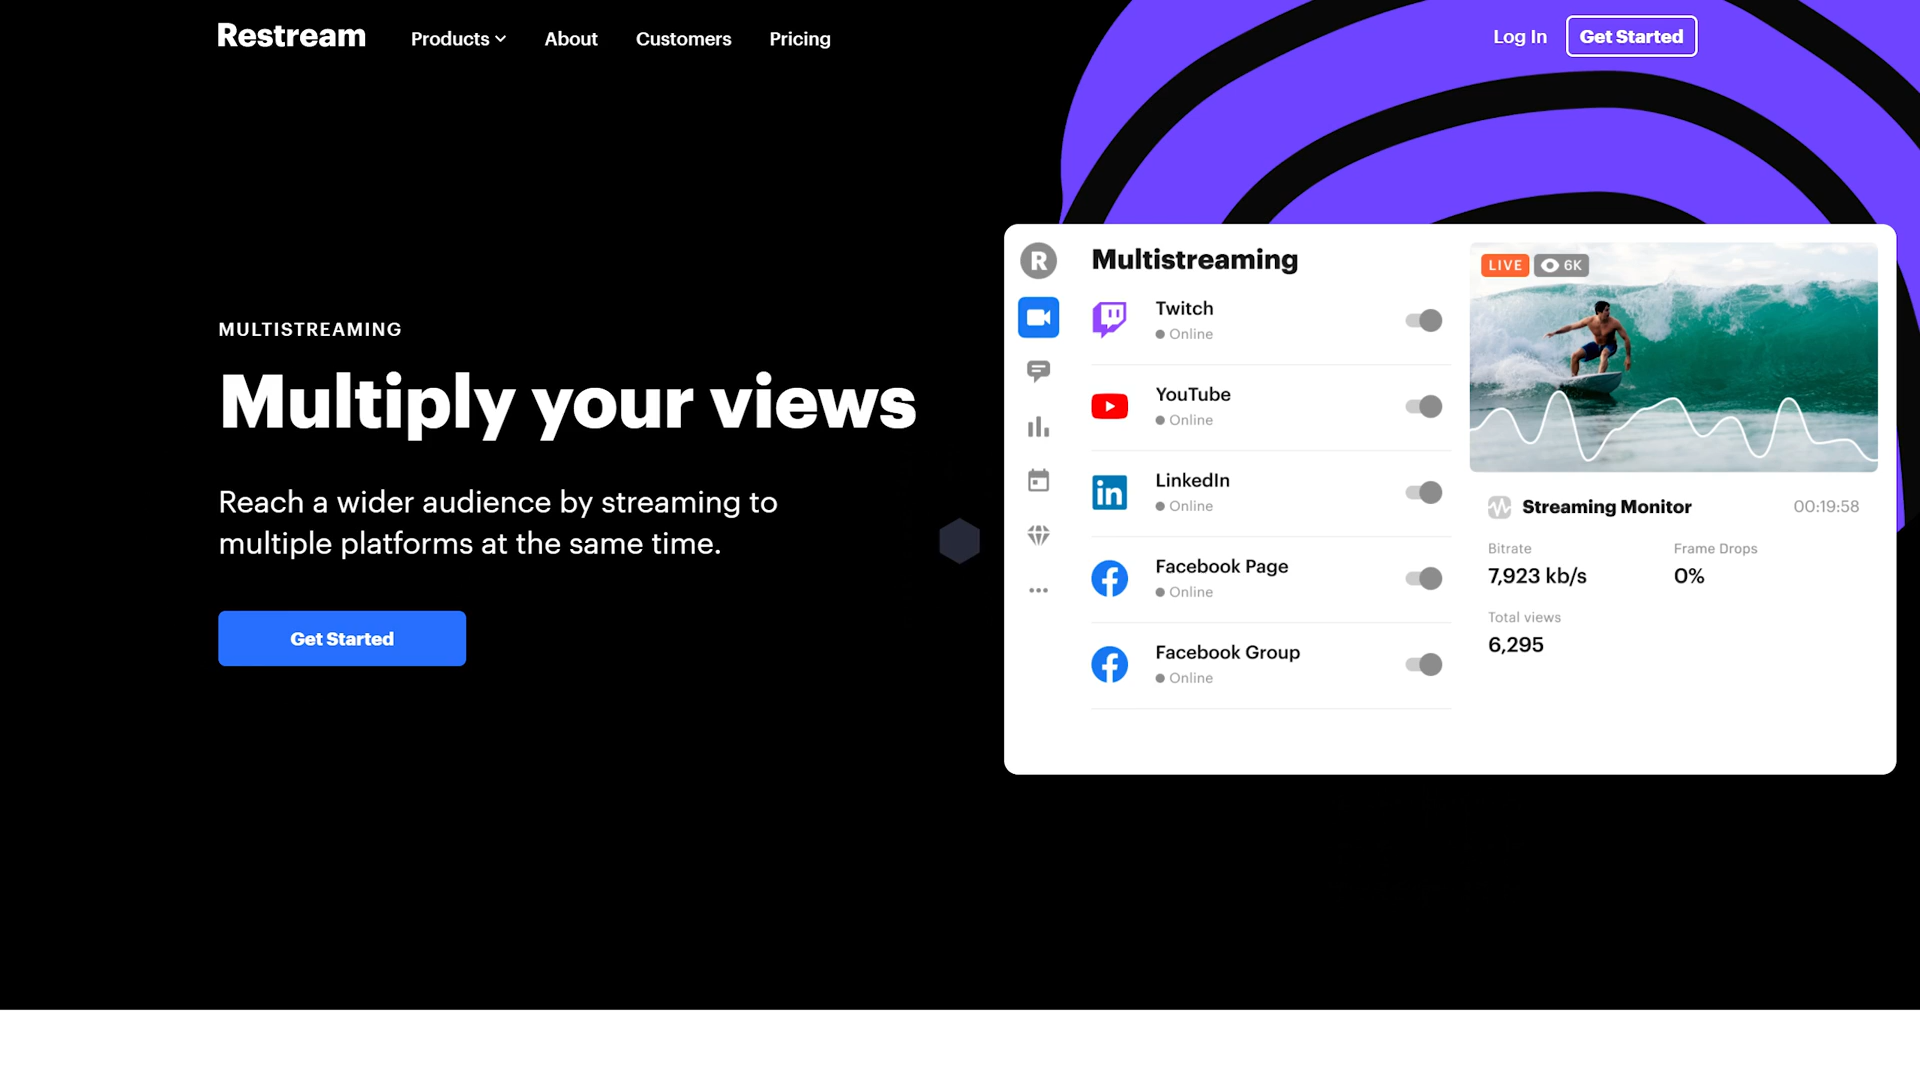 Restream
Products
About
Customers
Pricing
Log In
Get Started
MULTISTREAMING
Multiply your views
Reach a wider audience by streaming to
multiple platforms at the same time.
Get Started
R
Multistreaming
Twitch
Online
YouTube
Online
LinkedIn
Online
Facebook Page
Online
Facebook Group
Online
LIVE
6K
Streaming Monitor
00:19:58
Bitrate
Frame Drops
7,923 kb/s
0%
Total views
6,295